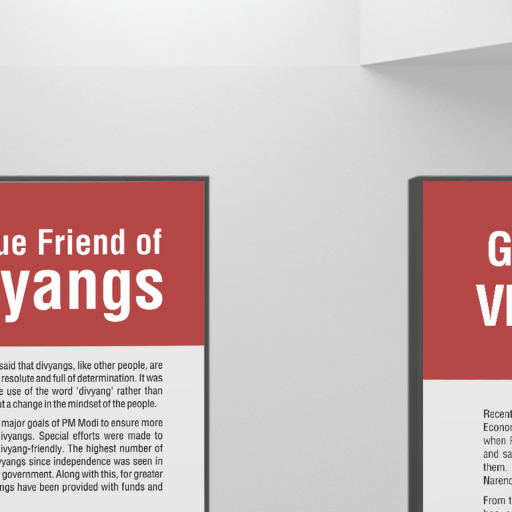 ue Friend of
yangs
said that divyangs, like other people, are
resolute and full of determination. It was
e use of the word 'divyang' rather than
ut a change in the mindset of the people.
major goals of PM Modi to ensure more
ivyangs. Special efforts were made to
ivyang-friendly. The highest number of
yangs since independence was seen in
government. Along with this, for greater
ngs have been provided with funds and
G
Recent
Econor
when
and sa
them.
Narend
From t